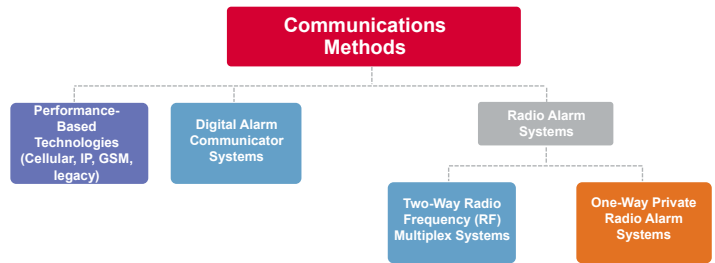 Communications
Methods
Performance-
Based
Technologies
(Cellular, IP, GSM,
legacy)
Digital Alarm
Communicator
Systems
Radio Alarm
Systems
Two-Way Radio
Frequency (RF)
Multiplex Systems
One-Way Private
Radio Alarm
Systems